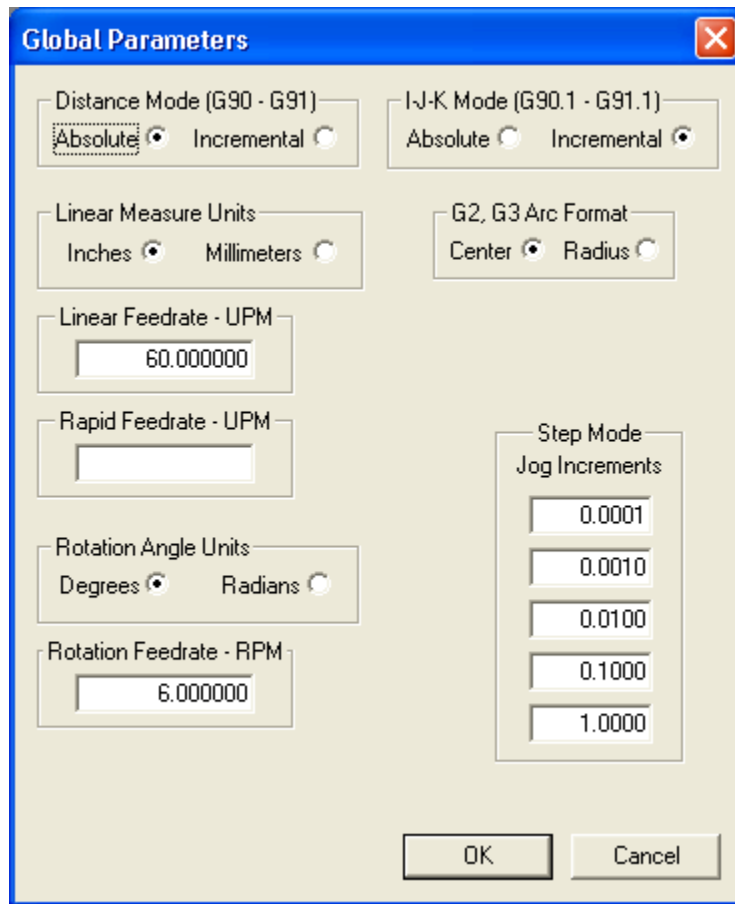 Global Parameters
Distance Mode (G90 - G91)
Absolute Incremental
I-J-K Mode (G90.1 - G91.1)
Absolute Incremental
Linear Measure Units
Inches Millimeters
G2, G3 Arc Format
Center Radius
Linear Feedrate - UPM
60.000000
Rapid Feedrate - UPM
Step Mode
Jog Increments
0.0001
0.0010
0.0100
0.1000
1.0000
Rotation Angle Units
Degrees Radians
Rotation Feedrate - RPM
6.000000
OK Cancel